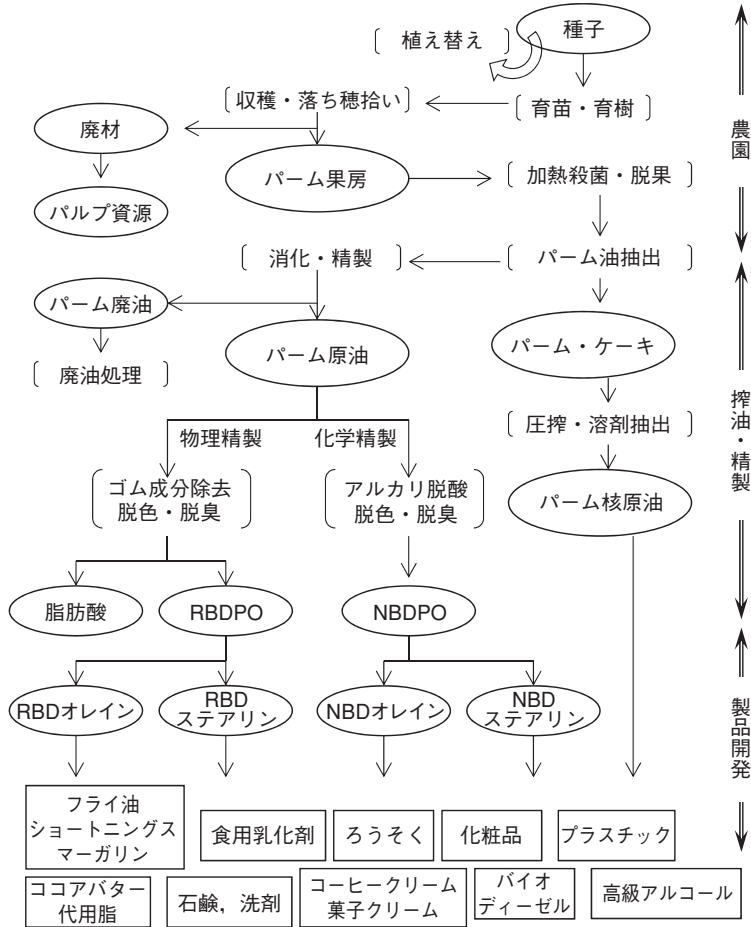 種子
植え替え
収穫・落ち穂拾い
育苗・育樹
廃材
パーム果房
加熱殺菌・脱果
パルプ資源
農園
消化・精製
パーム油抽出
パーム廃油
パーム原油
パーム・ケーキ
廃油処理
圧搾・溶剤抽出
搾油・精製
物理精製
化学精製
ゴム成分除去
脱色・脱臭
アルカリ脱酸
脱色・脱臭
パーム核原油
脂肪酸
RBDPO
NBDPO
RBDオレイン
RBD
ステアリン
NBDオレイン
NBD
ステアリン
製品開発
フライ油
ショートニングス
マーガリン
食用乳化剤
ろうそく
化粧品
プラスチック
ココアバター
代用脂
石鹸，洗剤
コーヒークリーム
菓子クリーム
バイオ
ディーゼル
高級アルコール